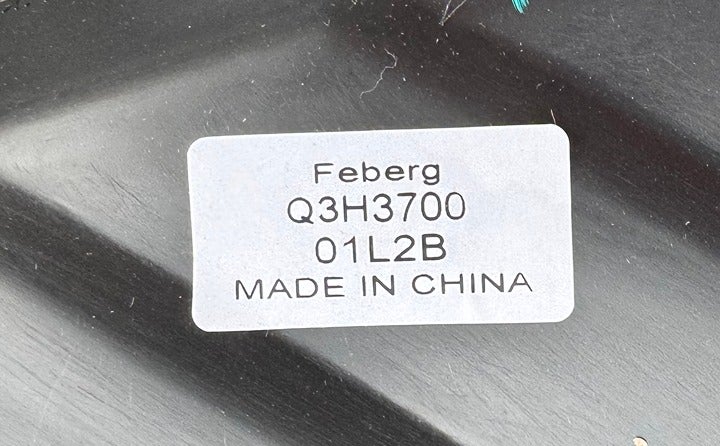 Feberg
Q3H3700
01L2B
MADE IN CHINA